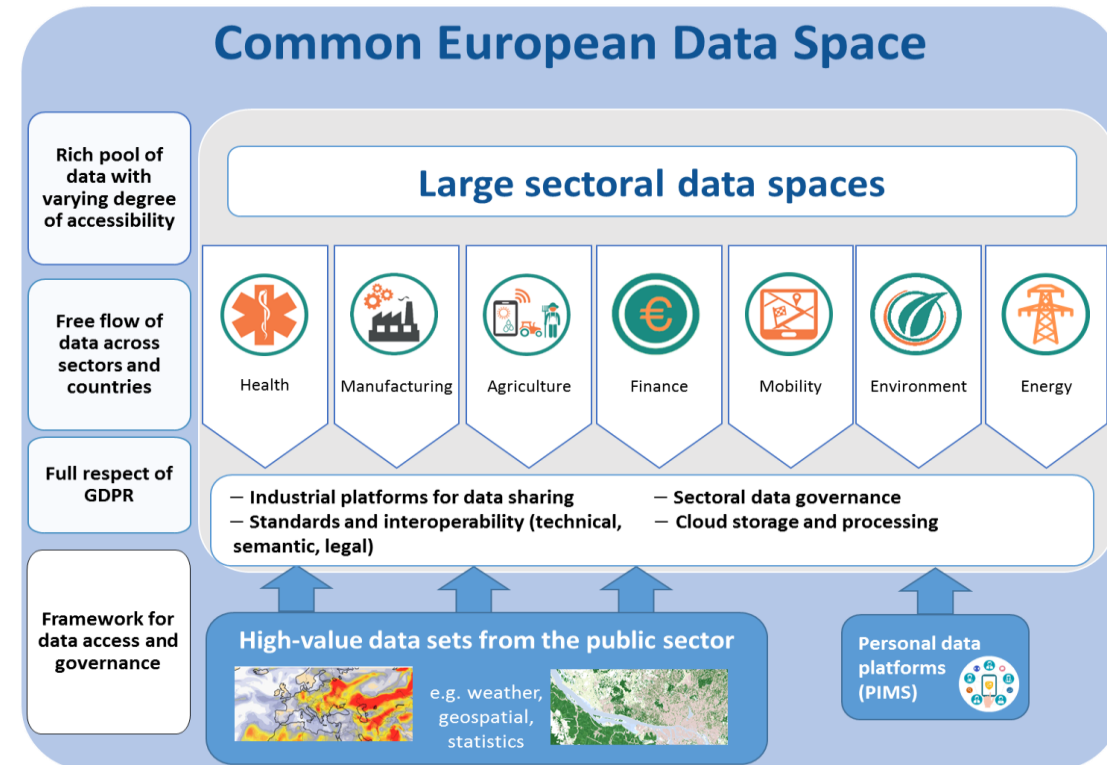 Common European Data Space
Rich pool of
data with
varying degree
of accessibility
Free flow of
data across
sectors and
countries
Full respect of
GDPR
Framework for
data access and
governance
Large sectoral data spaces
Health
Manufacturing
Agriculture
Finance
Mobility
Environment
Energy
– Industrial platforms for data sharing
– Standards and interoperability (technical,
semantic, legal)
– Sectoral data governance
– Cloud storage and processing
High-value data sets from the public sector
e.g. weather,
geospatial,
statistics
Personal data
platforms
(PIMS)